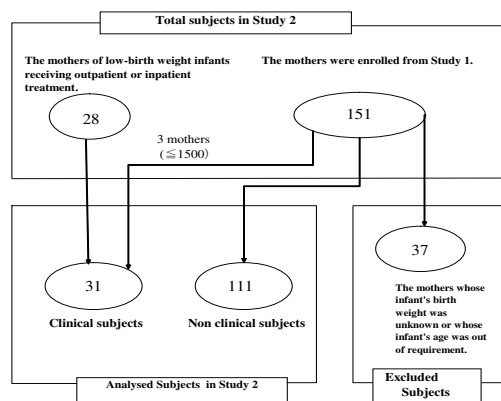 Total subjects in Study 2
The mothers of low-birth weight infants
receiving outpatient or inpatient
treatment.
The mothers were enrolled from Study 1.
28
151
3 mothers
(≦1500)
31
111
37
Clinical subjects
Non clinical subjects
The mothers whose
infant's birth
weight was
unknown or whose
infant's age was out
of requirement.
Analysed Subjects in Study 2
Excluded
Subjects